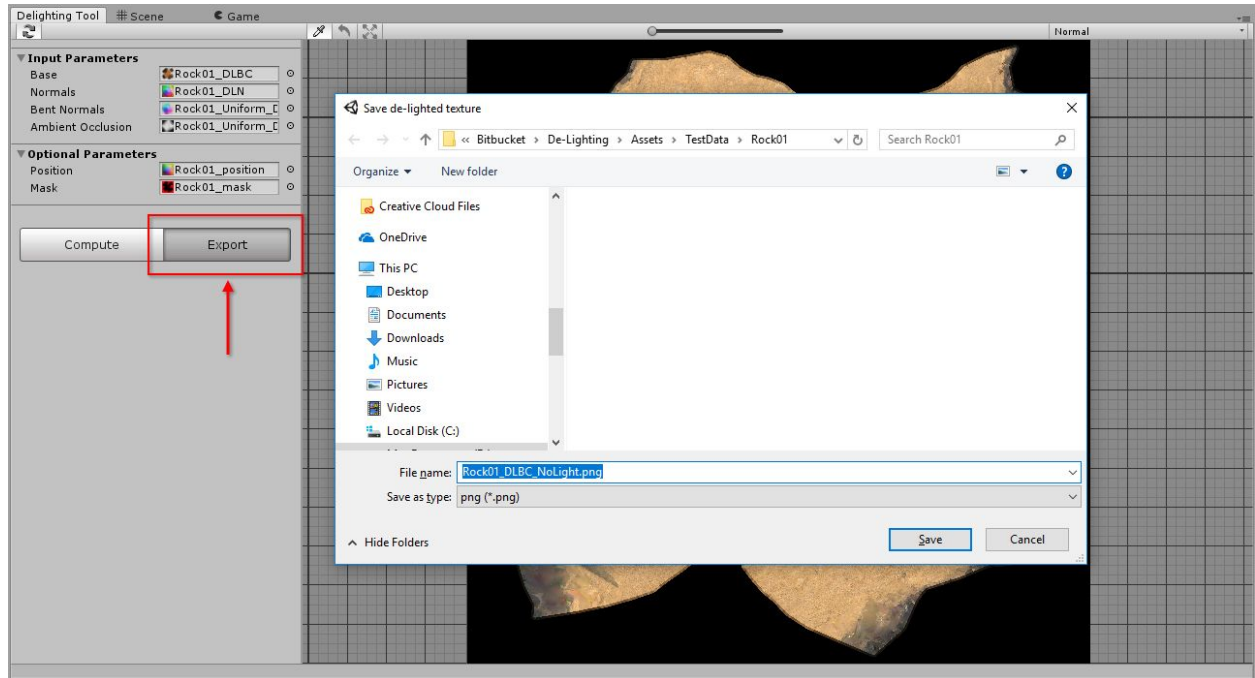 Delighting Tool Scene Game
Normal
Input Parameters
Base Rock01_DLBC
Normals Rock01_DLN
Bent Normals Rock01_Uniform_
Ambient Occlusion Rock01_Uniform_
Optional Parameters
Position Rock01_position
Mask Rock01_mask
Compute Export
Save de-lighted texture
« Bitbucket › De-Lighting › Assets › TestData › Rock01
Search Rock01
Organize New folder
Creative Cloud Files
OneDrive
This PC
Desktop
Documents
Downloads
Music
Pictures
Videos
Local Disk (C:)
File name: Rock01_DLBC_NoLight.png
Save as type: png (*.png)
Hide Folders Save Cancel